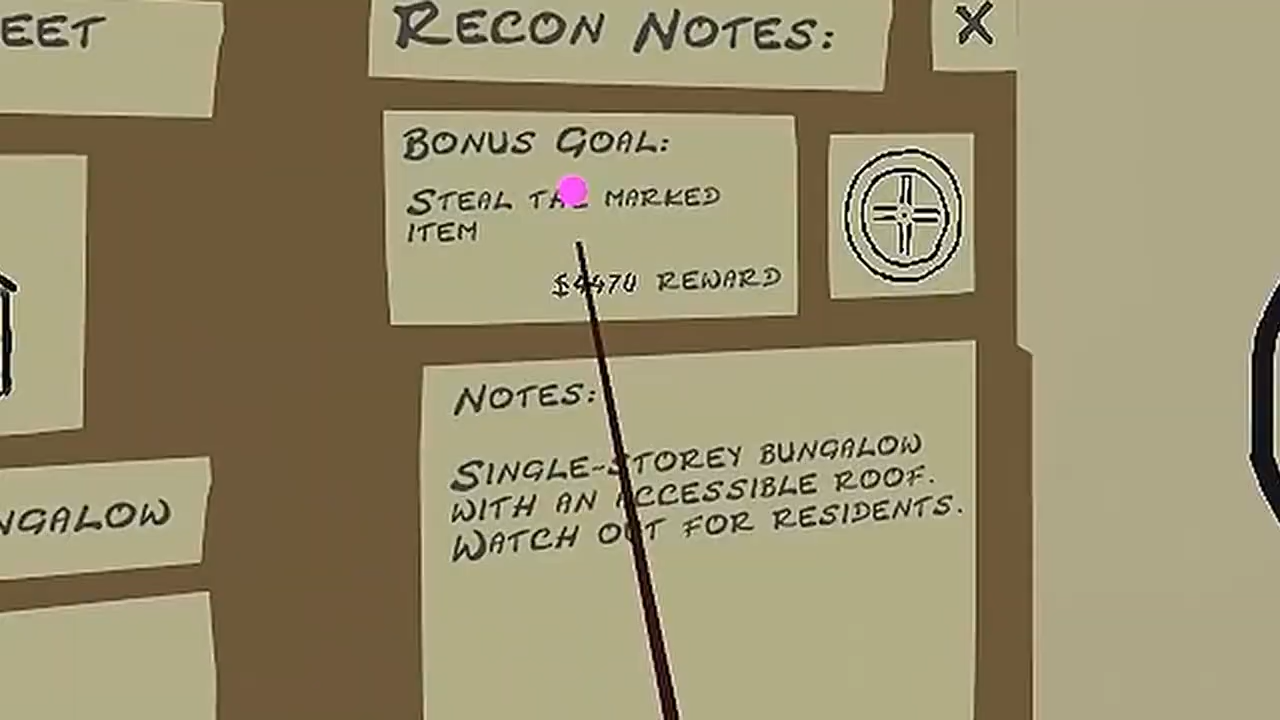 EET
RECON NOTES:
X
BONUS GOAL:
STEAL THE MARKED
ITEM
REWARD
NOTES:
SINGLE-STOREY BUNGALOW
WITH AN ACCESSIBLE ROOF.
WATCH OUT FOR RESIDENTS.
NGALOW